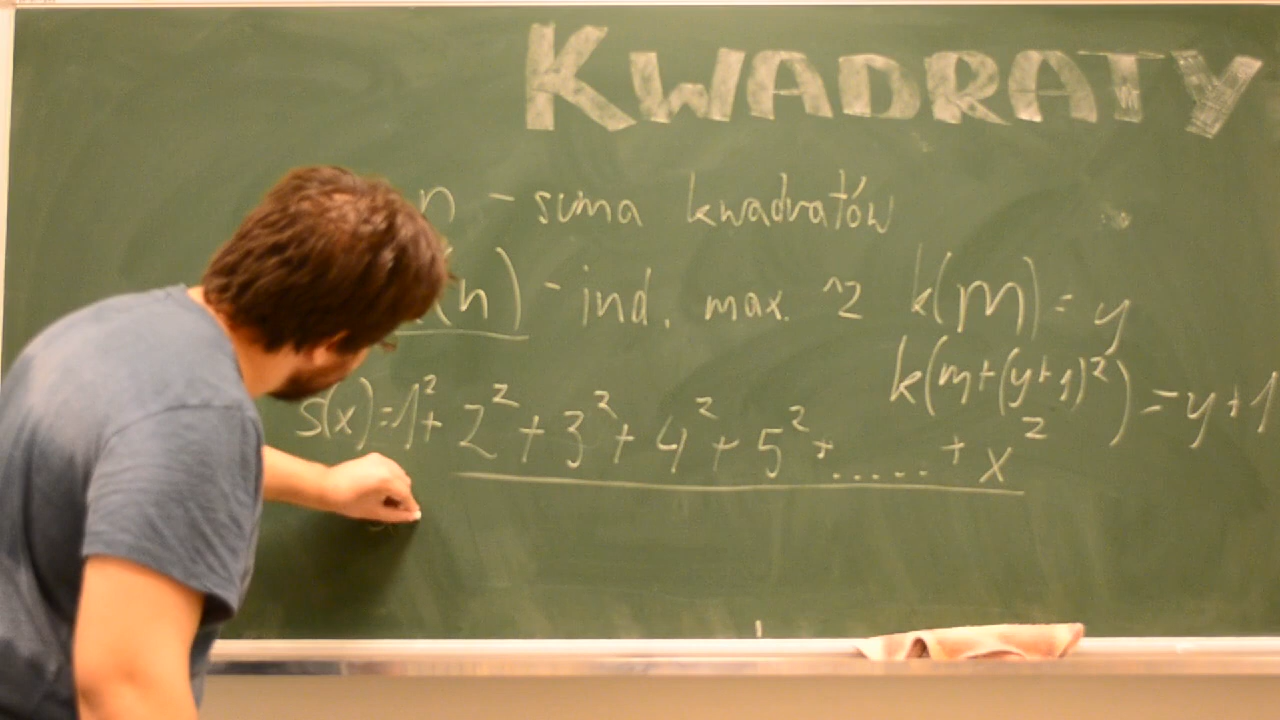 KWADRATY
n - suma kwadratów
(n) - ind. max. ^2 k(m) = y
k(m+(y+1)²) = y+1
s(x) = 1² + 2² + 3² + 4² + 5² + ...... + x²